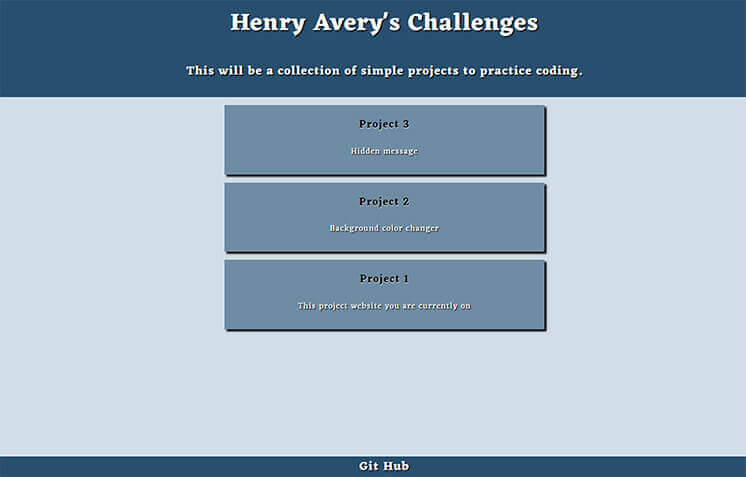 Henry Avery's Challenges
This will be a collection of simple projects to practice coding.
Project 3
Hidden message
Project 2
Background color changer
Project 1
This project website you are currently on
Git Hub